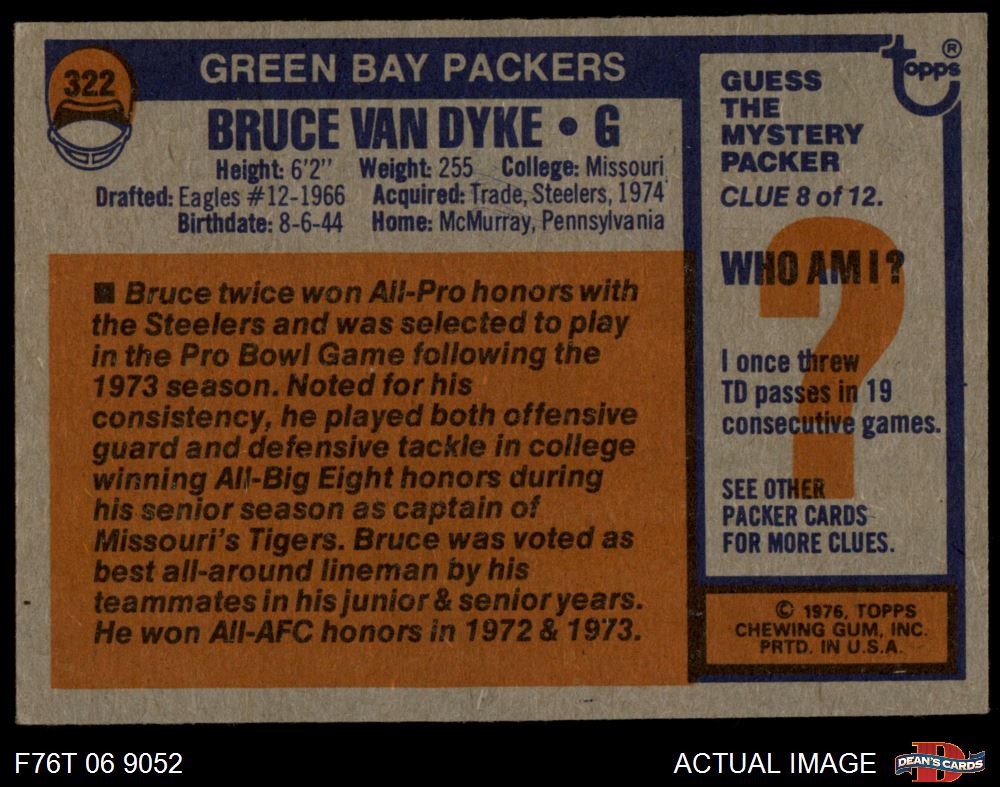 322
GREEN BAY PACKERS
BRUCE VAN DYKE • G
Height: 6'2" Weight: 255 College: Missouri
Drafted: Eagles #12-1966 Acquired: Trade, Steelers, 1974
Birthdate: 8-6-44 Home: McMurray, Pennsylvania
■ Bruce twice won All-Pro honors with
the Steelers and was selected to play
in the Pro Bowl Game following the
1973 season. Noted for his
consistency, he played both offensive
guard and defensive tackle in college
winning All-Big Eight honors during
his senior season as captain of
Missouri's Tigers. Bruce was voted as
best all-around lineman by his
teammates in his junior & senior years.
He won All-AFC honors in 1972 & 1973.
topps ®
GUESS
THE
MYSTERY
PACKER
CLUE 8 of 12.
WHO AM I?
?
I once threw
TD passes in 19
consecutive games.
SEE OTHER
PACKER CARDS
FOR MORE CLUES.
© 1976, TOPPS
CHEWING GUM, INC.
PRTD. IN U.S.A.
F76T 06 9052
ACTUAL IMAGE
D
DEAN'S CARDS